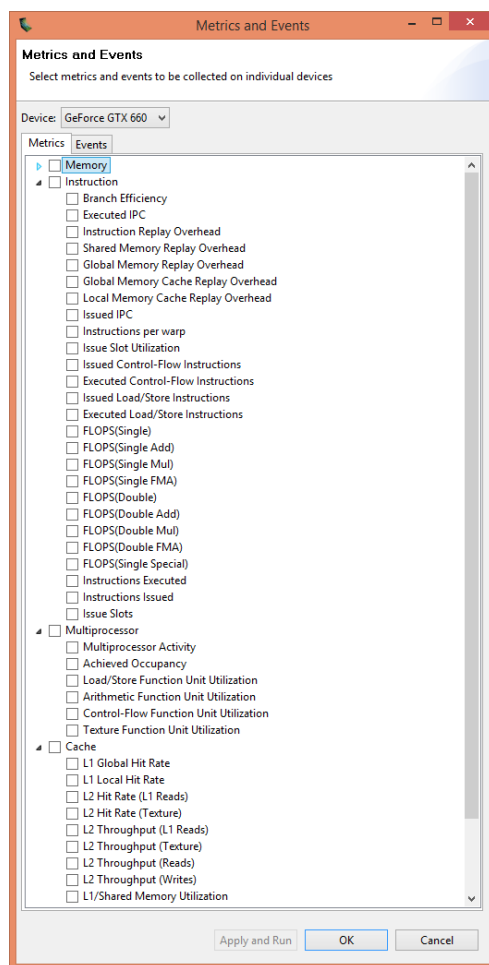 Metrics and Events
Metrics and Events
Select metrics and events to be collected on individual devices
Device: GeForce GTX 660
Metrics Events
Memory
Instruction
Branch Efficiency
Executed IPC
Instruction Replay Overhead
Shared Memory Replay Overhead
Global Memory Replay Overhead
Global Memory Cache Replay Overhead
Local Memory Cache Replay Overhead
Issued IPC
Instructions per warp
Issue Slot Utilization
Issued Control-Flow Instructions
Executed Control-Flow Instructions
Issued Load/Store Instructions
Executed Load/Store Instructions
FLOPS(Single)
FLOPS(Single Add)
FLOPS(Single Mul)
FLOPS(Single FMA)
FLOPS(Double)
FLOPS(Double Add)
FLOPS(Double Mul)
FLOPS(Double FMA)
FLOPS(Single Special)
Instructions Executed
Instructions Issued
Issue Slots
Multiprocessor
Multiprocessor Activity
Achieved Occupancy
Load/Store Function Unit Utilization
Arithmetic Function Unit Utilization
Control-Flow Function Unit Utilization
Texture Function Unit Utilization
Cache
L1 Global Hit Rate
L1 Local Hit Rate
L2 Hit Rate (L1 Reads)
L2 Hit Rate (Texture)
L2 Throughput (L1 Reads)
L2 Throughput (Texture)
L2 Throughput (Reads)
L2 Throughput (Writes)
L1/Shared Memory Utilization
Apply and Run OK Cancel